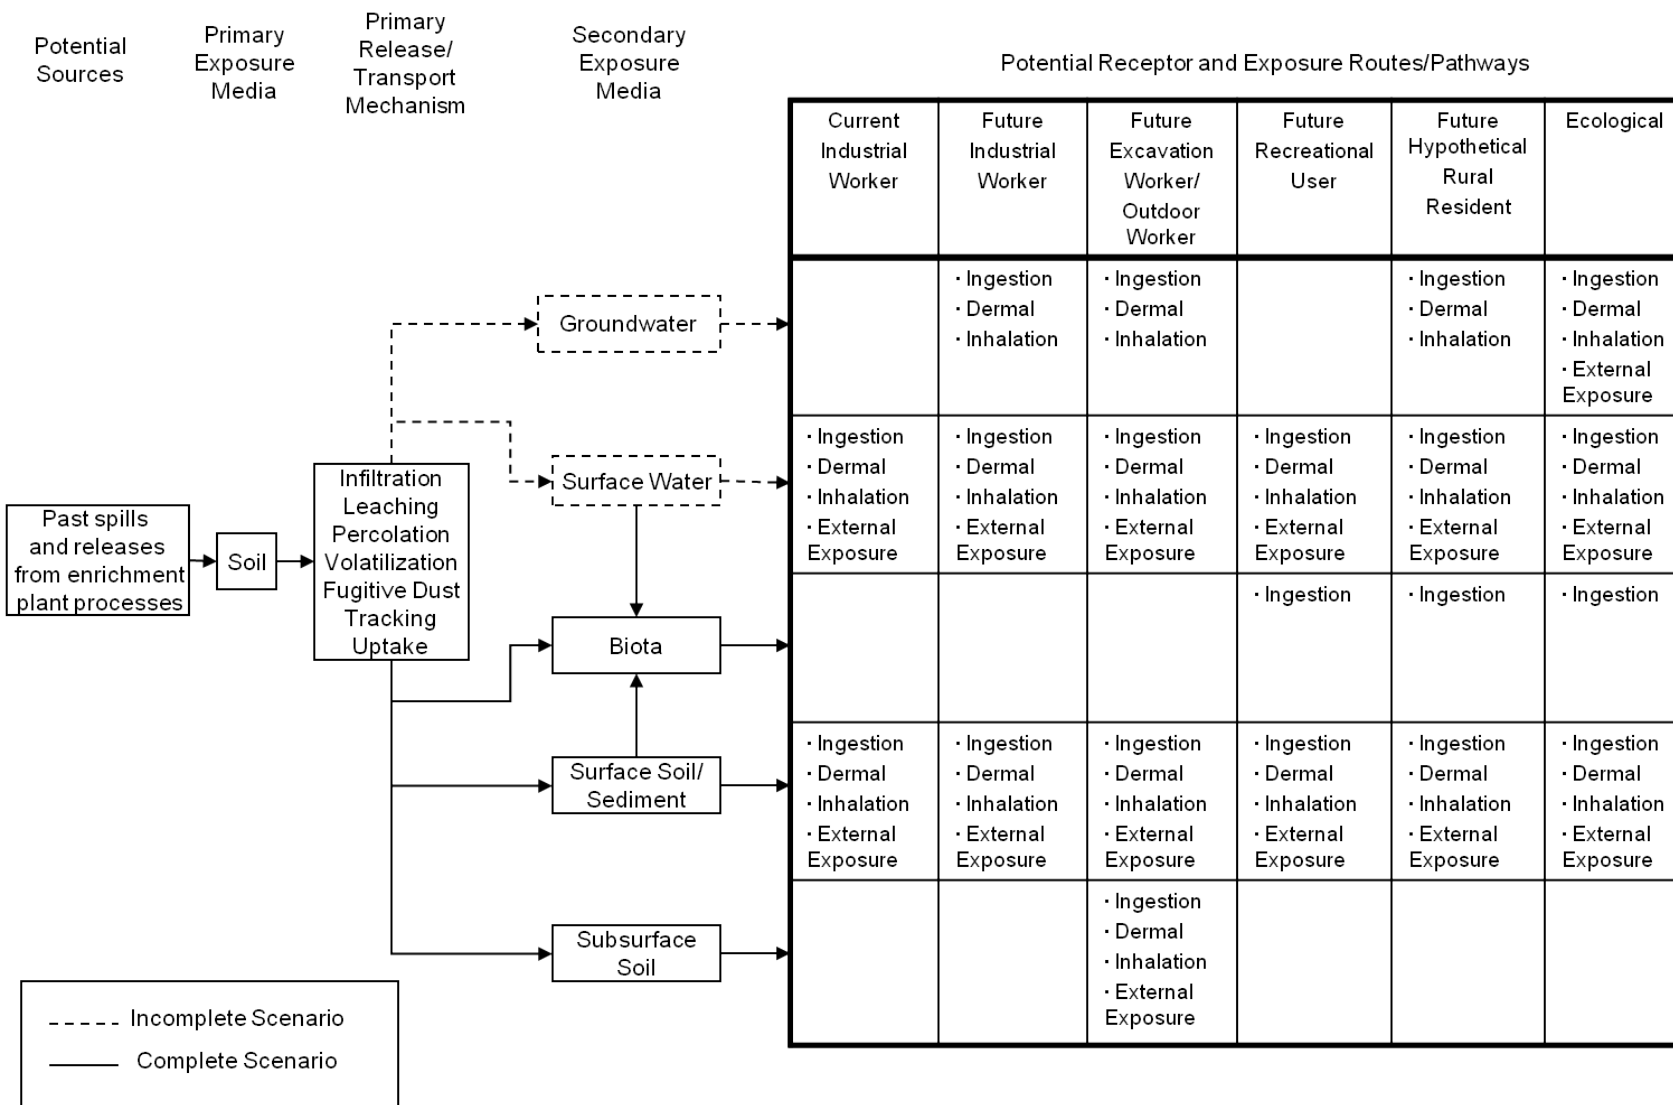 Potential
Sources
Primary
Exposure
Media
Primary
Release/
Transport
Mechanism
Secondary
Exposure
Media
Potential Receptor and Exposure Routes/Pathways
Current
Industrial
Worker
Future
Industrial
Worker
Future
Excavation
Worker/
Outdoor
Worker
Future
Recreational
User
Future
Hypothetical
Rural
Resident
Ecological
Past spills
and releases
from enrichment
plant processes
Soil
Infiltration
Leaching
Percolation
Volatilization
Fugitive Dust
Tracking
Uptake
Groundwater
· Ingestion
· Dermal
· Inhalation
· Ingestion
· Dermal
· Inhalation
· Ingestion
· Dermal
· Inhalation
· Ingestion
· Dermal
· Inhalation
· External
Exposure
Surface Water
· Ingestion
· Dermal
· Inhalation
· External
Exposure
· Ingestion
· Dermal
· Inhalation
· External
Exposure
· Ingestion
· Dermal
· Inhalation
· External
Exposure
· Ingestion
· Dermal
· Inhalation
· External
Exposure
· Ingestion
· Dermal
· Inhalation
· External
Exposure
· Ingestion
· Dermal
· Inhalation
· External
Exposure
Biota
· Ingestion
· Ingestion
· Ingestion
Surface Soil/
Sediment
· Ingestion
· Dermal
· Inhalation
· External
Exposure
· Ingestion
· Dermal
· Inhalation
· External
Exposure
· Ingestion
· Dermal
· Inhalation
· External
Exposure
· Ingestion
· Dermal
· Inhalation
· External
Exposure
· Ingestion
· Dermal
· Inhalation
· External
Exposure
· Ingestion
· Dermal
· Inhalation
· External
Exposure
Subsurface
Soil
· Ingestion
· Dermal
· Inhalation
· External
Exposure
Incomplete Scenario
Complete Scenario